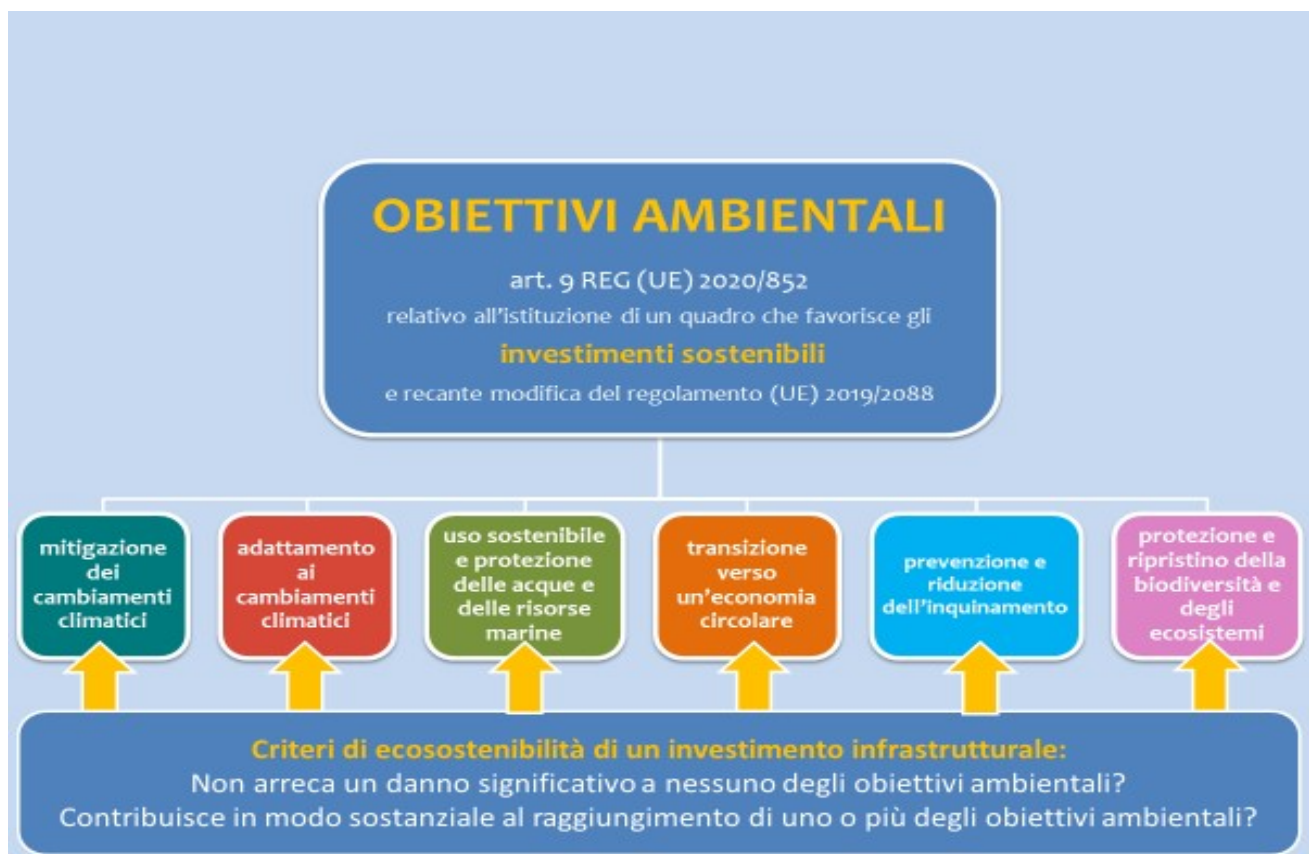 OBIETTIVI AMBIENTALI
art. 9 REG (UE) 2020/852
relativo all'istituzione di un quadro che favorisce gli
investimenti sostenibili
e recante modifica del regolamento (UE) 2019/2088
mitigazione
dei
cambiamenti
climatici
adattamento
ai
cambiamenti
climatici
uso sostenibile
e protezione
delle acque e
delle risorse
marine
transizione
verso
un'economia
circolare
prevenzione e
riduzione
dell'inquinamento
protezione e
ripristino della
biodiversità e
degli
ecosistemi
Criteri di ecosostenibilità di un investimento infrastrutturale:
Non arreca un danno significativo a nessuno degli obiettivi ambientali?
Contribuisce in modo sostanziale al raggiungimento di uno o più degli obiettivi ambientali?